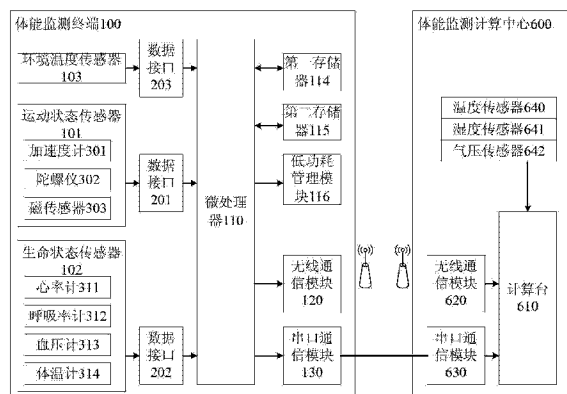 体能监测终端100
体能监测计算中心600
环境温度传感器
103
数据
接口
203
第一存储
器114
运动状态传感器
101
加速度计301
陀螺仪302
磁传感器303
数据
接口
201
微处理
器110
第二存储
器115
低功耗
管理模
块116
温度传感器640
湿度传感器641
气压传感器642
生命状态传感器
102
心率计311
呼吸率计312
血压计313
体温计314
数据
接口
202
无线通
信模块
120
串口通
信模块
130
无线通
信模块
620
串口通
信模块
630
计算台
610